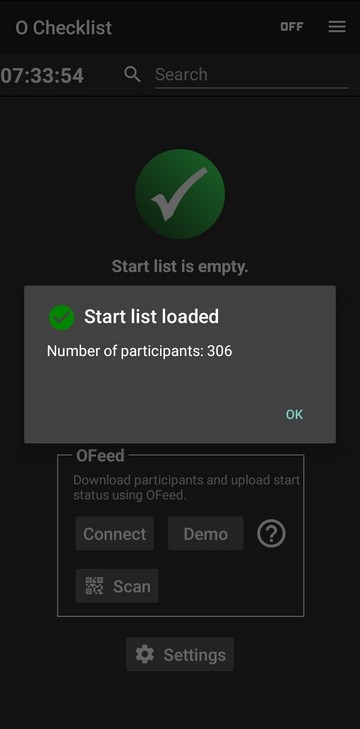 O Checklist
OFF
07:33:54
Search
Start list is empty.
Start list loaded
Number of participants: 306
OK
OFeed
Download participants and upload start
status using OFeed.
Connect
Demo
?
Scan
Settings